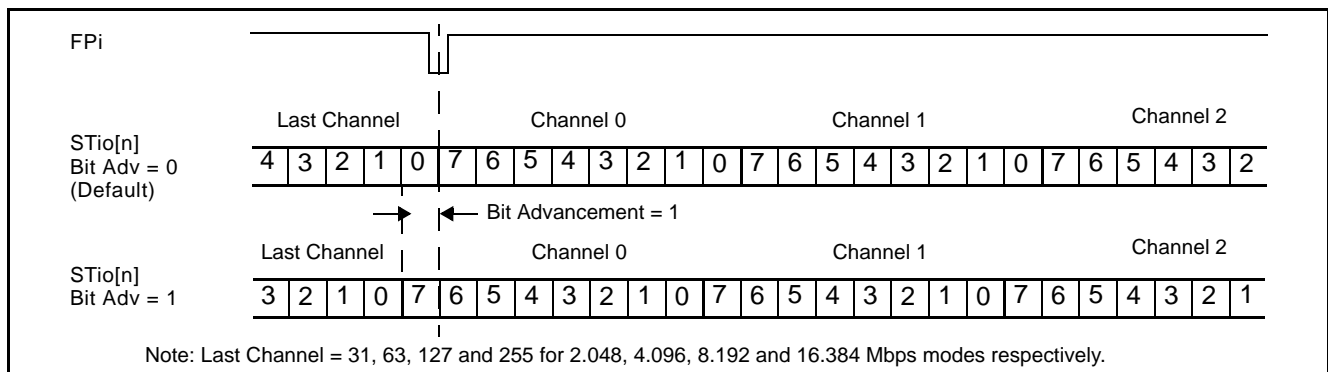 FPi
Last Channel Channel 0 Channel 1 Channel 2
STio[n]
Bit Adv = 0
(Default)
4 3 2 1 0 7 6 5 4 3 2 1 0 7 6 5 4 3 2 1 0 7 6 5 4 3 2
Bit Advancement = 1
Last Channel Channel 0 Channel 1 Channel 2
STio[n]
Bit Adv = 1
3 2 1 0 7 6 5 4 3 2 1 0 7 6 5 4 3 2 1 0 7 6 5 4 3 2 1
Note: Last Channel = 31, 63, 127 and 255 for 2.048, 4.096, 8.192 and 16.384 Mbps modes respectively.